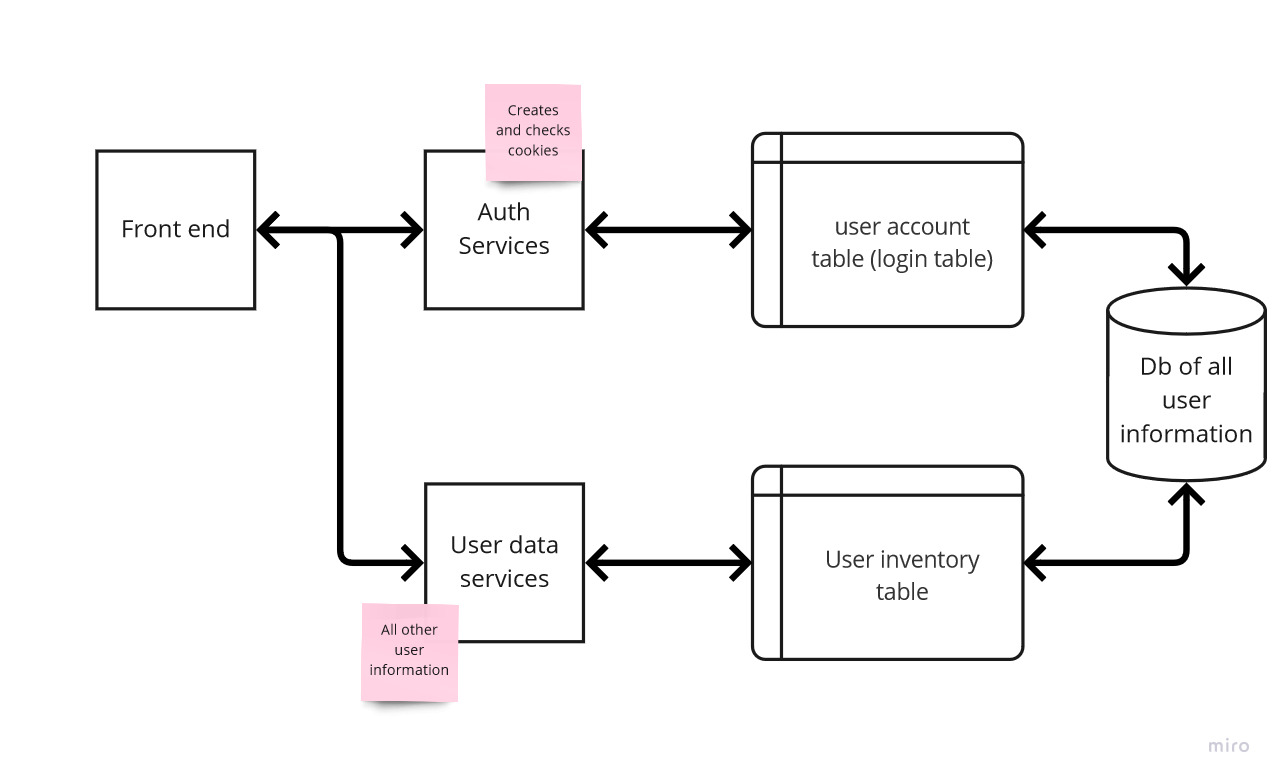 Creates
and checks
cookies
Front end
Auth
Services
user account
table (login table)
Db of all
user
information
User data
services
User inventory
table
All other
user
information
miro